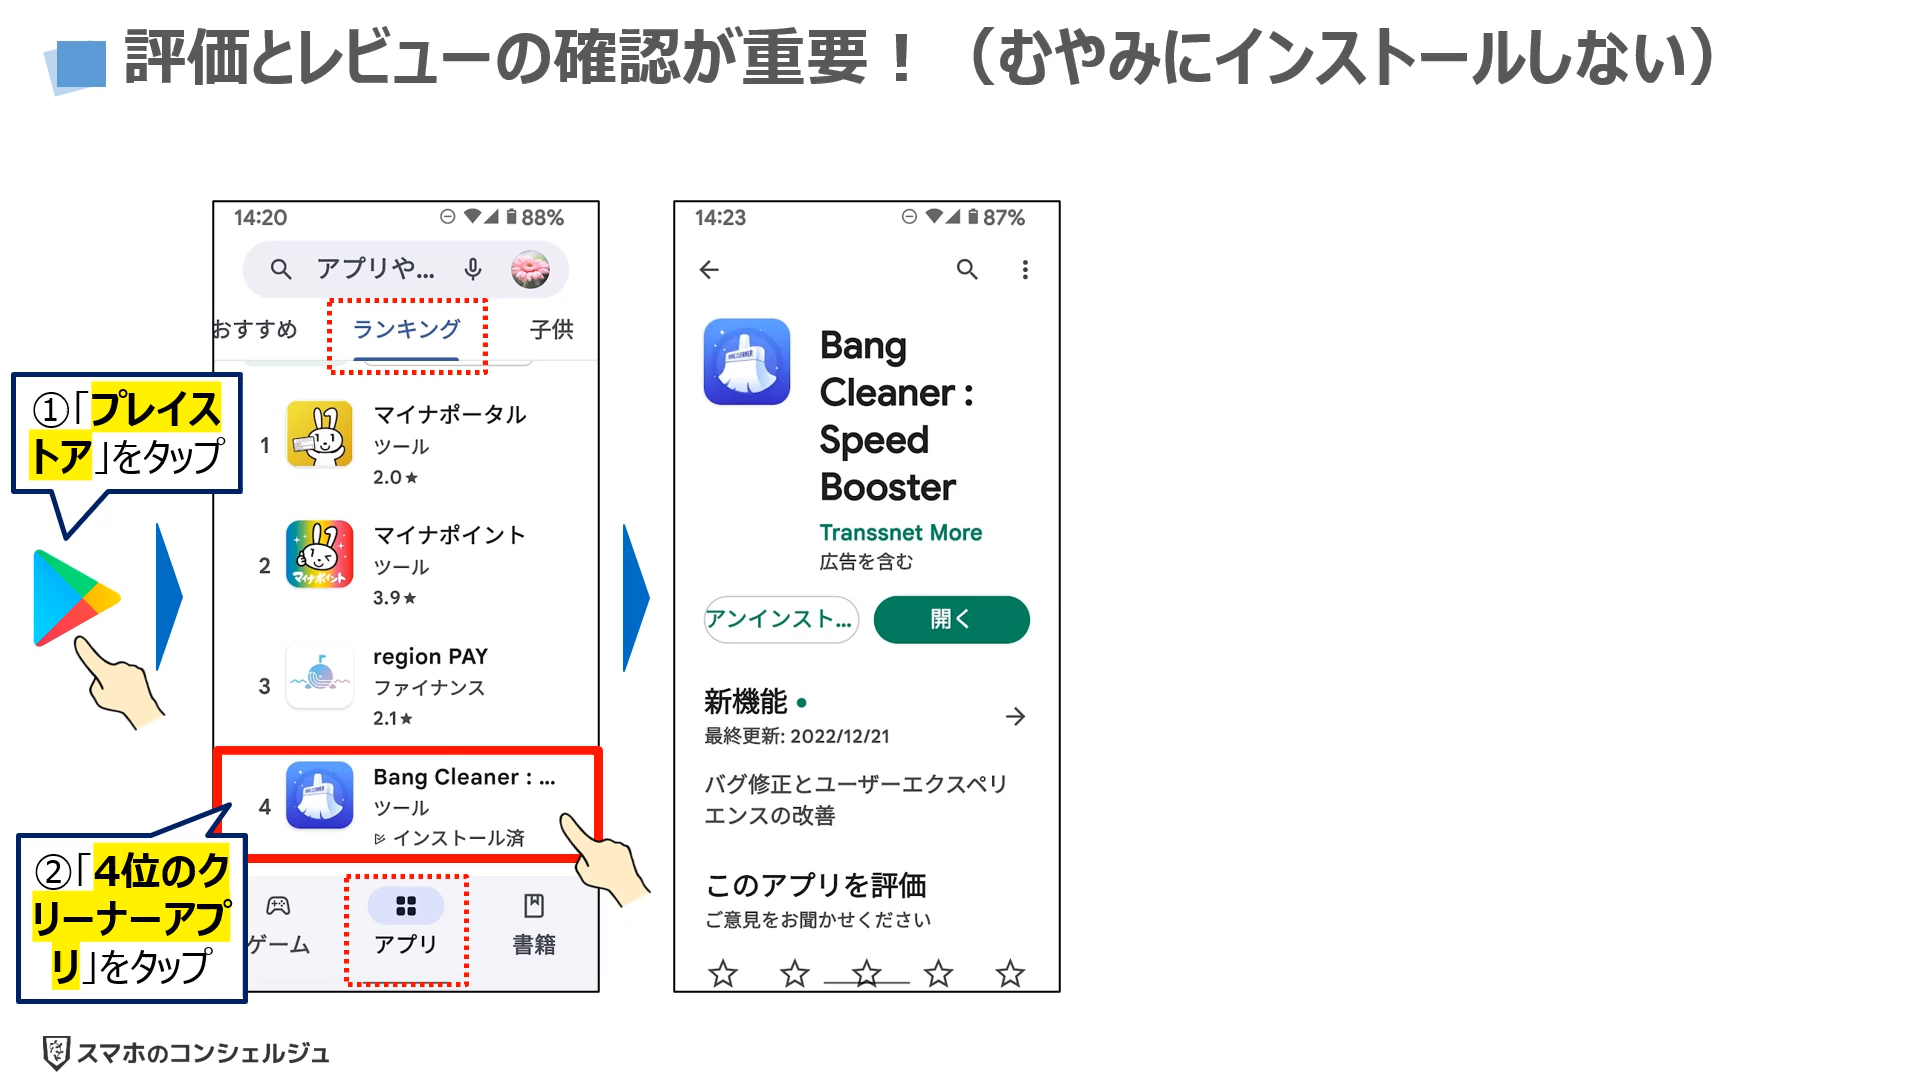 評価とレビューの確認が重要！（むやみにインストールしない）
①「プレイス
トア」をタップ
②「4位のク
リーナーアプ
リ」をタップ
14:20
88%
アプリや...
おすすめ
ランキング
子供
1
マイナポータル
ツール
2.0★
2
マイナポイント
マイナポイント
ツール
3.9★
3
region PAY
ファイナンス
2.1★
4
BANG CLEANER
Bang Cleaner : ...
ツール
インストール済
ゲーム
アプリ
書籍
14:23
87%
BANG CLEANER
Bang
Cleaner :
Speed
Booster
Transsnet More
広告を含む
アンインスト...
開く
新機能
最終更新: 2022/12/21
バグ修正とユーザーエクスペリ
エンスの改善
このアプリを評価
ご意見をお聞かせください
スマホのコンシェルジュ